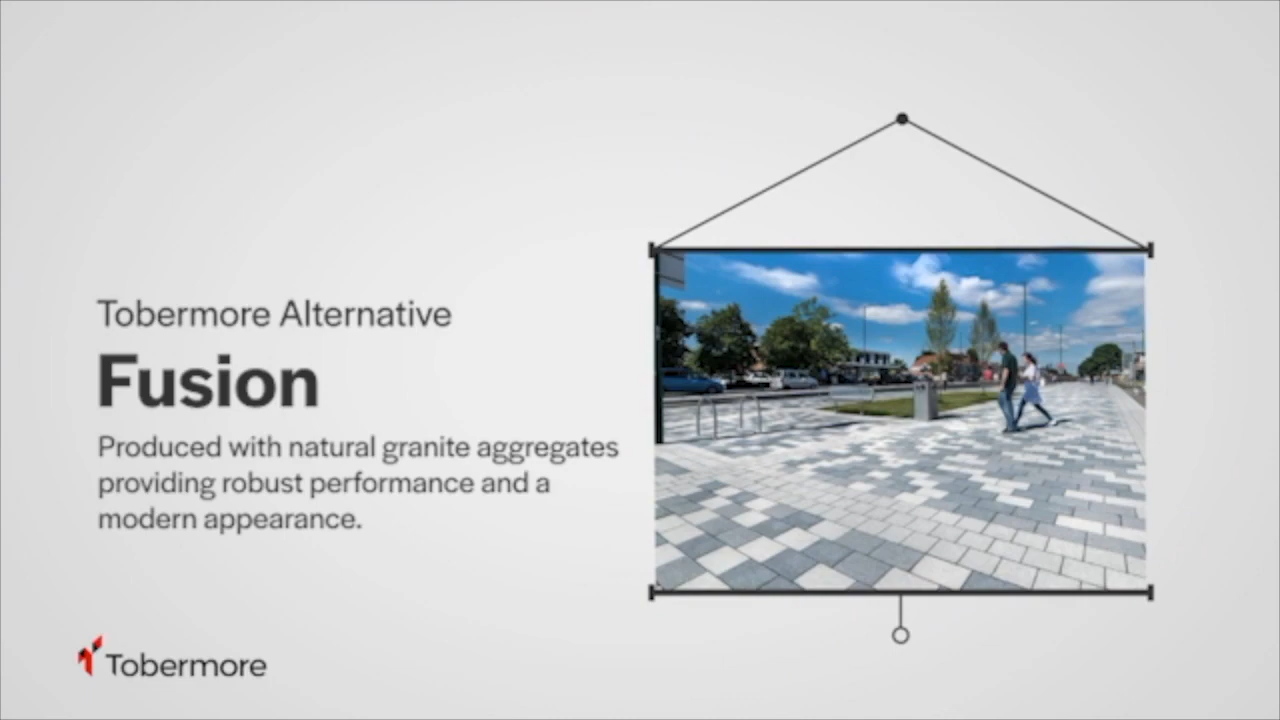 Tobermore Alternative
Fusion
Produced with natural granite aggregates
providing robust performance and a
modern appearance.
Tobermore